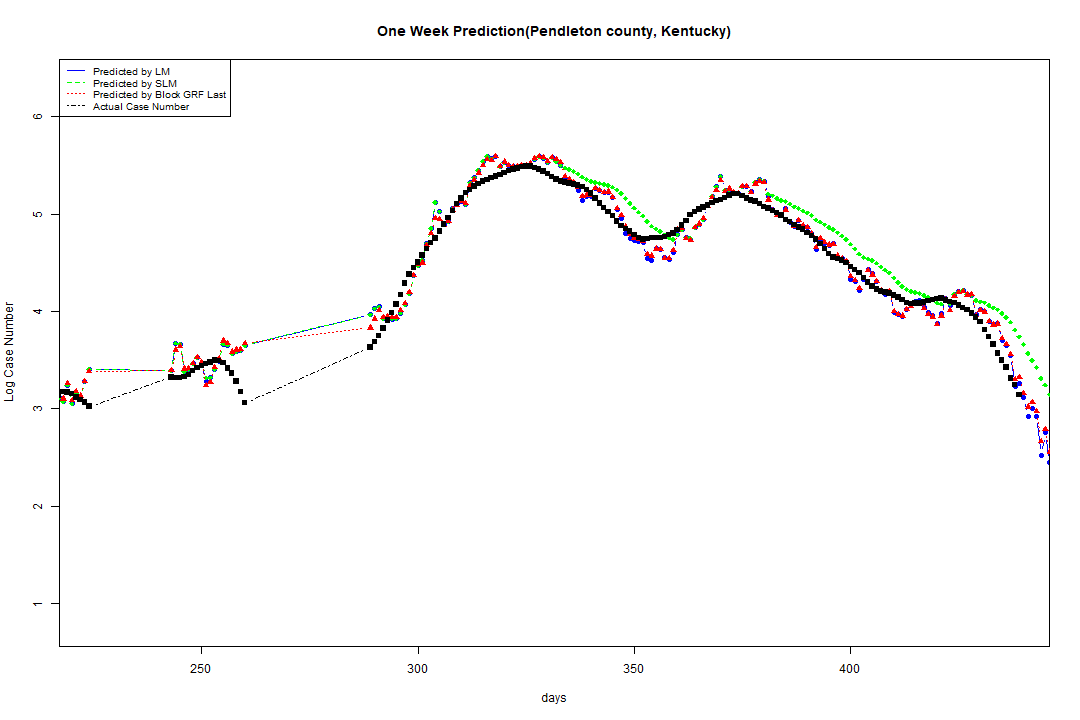 One Week Prediction(Pendleton county, Kentucky)
Predicted by LM
Predicted by SLM
Predicted by Block GRF Last
Actual Case Number
6
5
4
3
2
1
Log Case Number
250 300 350 400
days